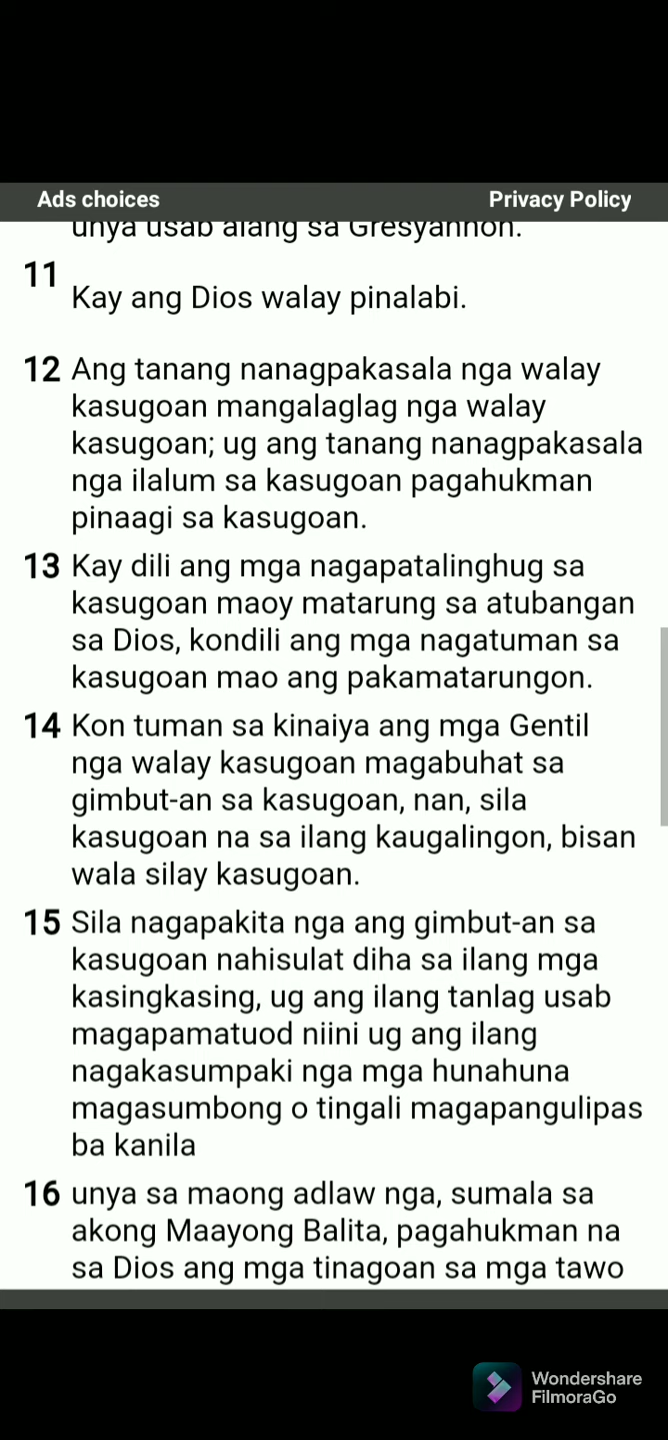 Ads choices Privacy Policy
unya usab alang sa Gresyanhon.
11
Kay ang Dios walay pinalabi.
12 Ang tanang nanagpakasala nga walay
kasugoan mangalaglag nga walay
kasugoan; ug ang tanang nanagpakasala
nga ilalum sa kasugoan pagahukman
pinaagi sa kasugoan.
13 Kay dili ang mga nagapatalinghug sa
kasugoan maoy matarung sa atubangan
sa Dios, kondili ang mga nagatuman sa
kasugoan mao ang pakamatarungon.
14 Kon tuman sa kinaiya ang mga Gentil
nga walay kasugoan magabuhat sa
gimbut-an sa kasugoan, nan, sila
kasugoan na sa ilang kaugalingon, bisan
wala silay kasugoan.
15 Sila nagapakita nga ang gimbut-an sa
kasugoan nahisulat diha sa ilang mga
kasingkasing, ug ang ilang tanlag usab
magapamatuod niini ug ang ilang
nagakasumpaki nga mga hunahuna
magasumbong o tingali magapangulipas
ba kanila
16 unya sa maong adlaw nga, sumala sa
akong Maayong Balita, pagahukman na
sa Dios ang mga tinagoan sa mga tawo
Wondershare
FilmoraGo